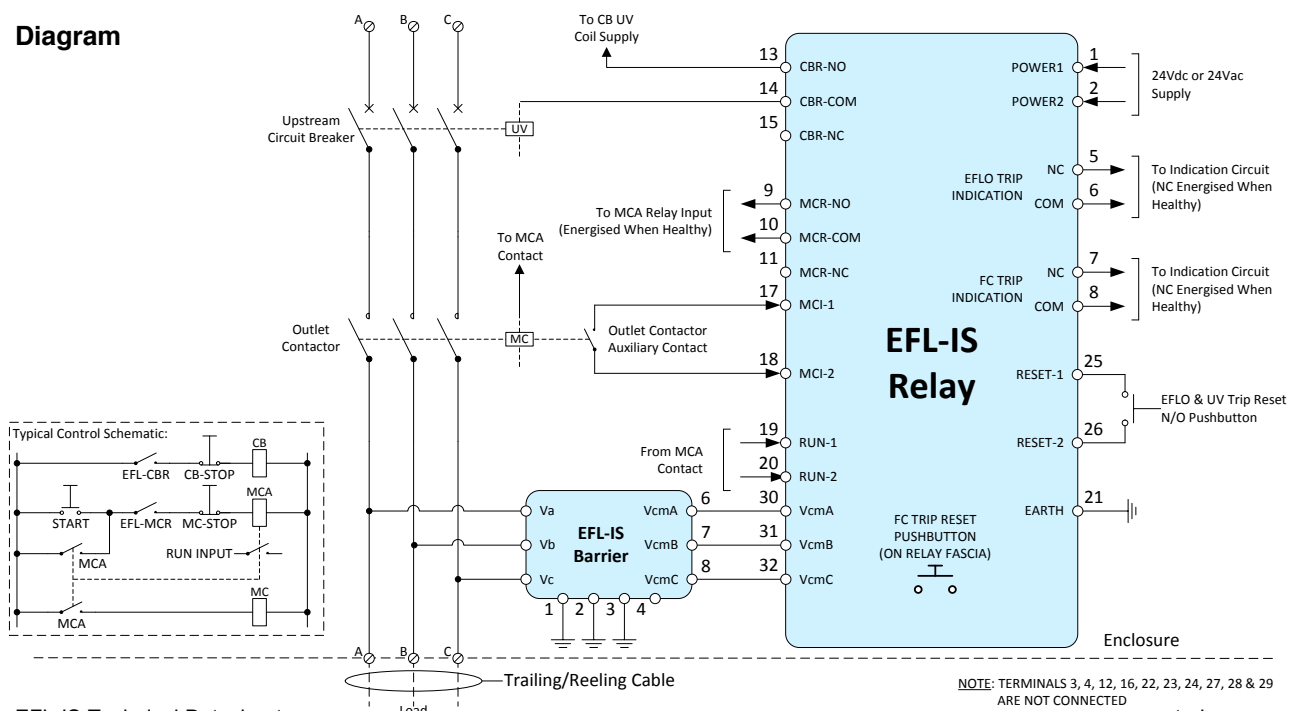 Diagram
A B C
To CB UV
Coil Supply
Upstream
Circuit Breaker
UV
To MCA Relay Input
(Energised When Healthy)
To MCA
Contact
Outlet
Contactor
MC
Outlet Contactor
Auxiliary Contact
From MCA
Contact
13 CBR-NO
14 CBR-COM
15 CBR-NC
9 MCR-NO
10 MCR-COM
11 MCR-NC
17 MCI-1
18 MCI-2
19 RUN-1
20 RUN-2
30 VcmA
31 VcmB
32 VcmC
EFL-IS
Relay
POWER1 1
POWER2 2
24Vdc or 24Vac
Supply
EFLO TRIP
INDICATION
NC 5
COM 6
To Indication Circuit
(NC Energised When
Healthy)
FC TRIP
INDICATION
NC 7
COM 8
To Indication Circuit
(NC Energised When
Healthy)
RESET-1 25
RESET-2 26
EFLO & UV Trip Reset
N/O Pushbutton
EARTH 21
FC TRIP RESET
PUSHBUTTON
(ON RELAY FASCIA)
Typical Control Schematic:
CB
EFL-CBR CB-STOP
MCA
START EFL-MCR MC-STOP
MCA
RUN INPUT
MC
MCA
EFL-IS
Barrier
Va VcmA 6
Vb VcmB 7
Vc VcmC 8
1 2 3 4
Enclosure
A B C
Trailing/Reeling Cable
Load
NOTE: TERMINALS 3, 4, 12, 16, 22, 23, 24, 27, 28 & 29
ARE NOT CONNECTED